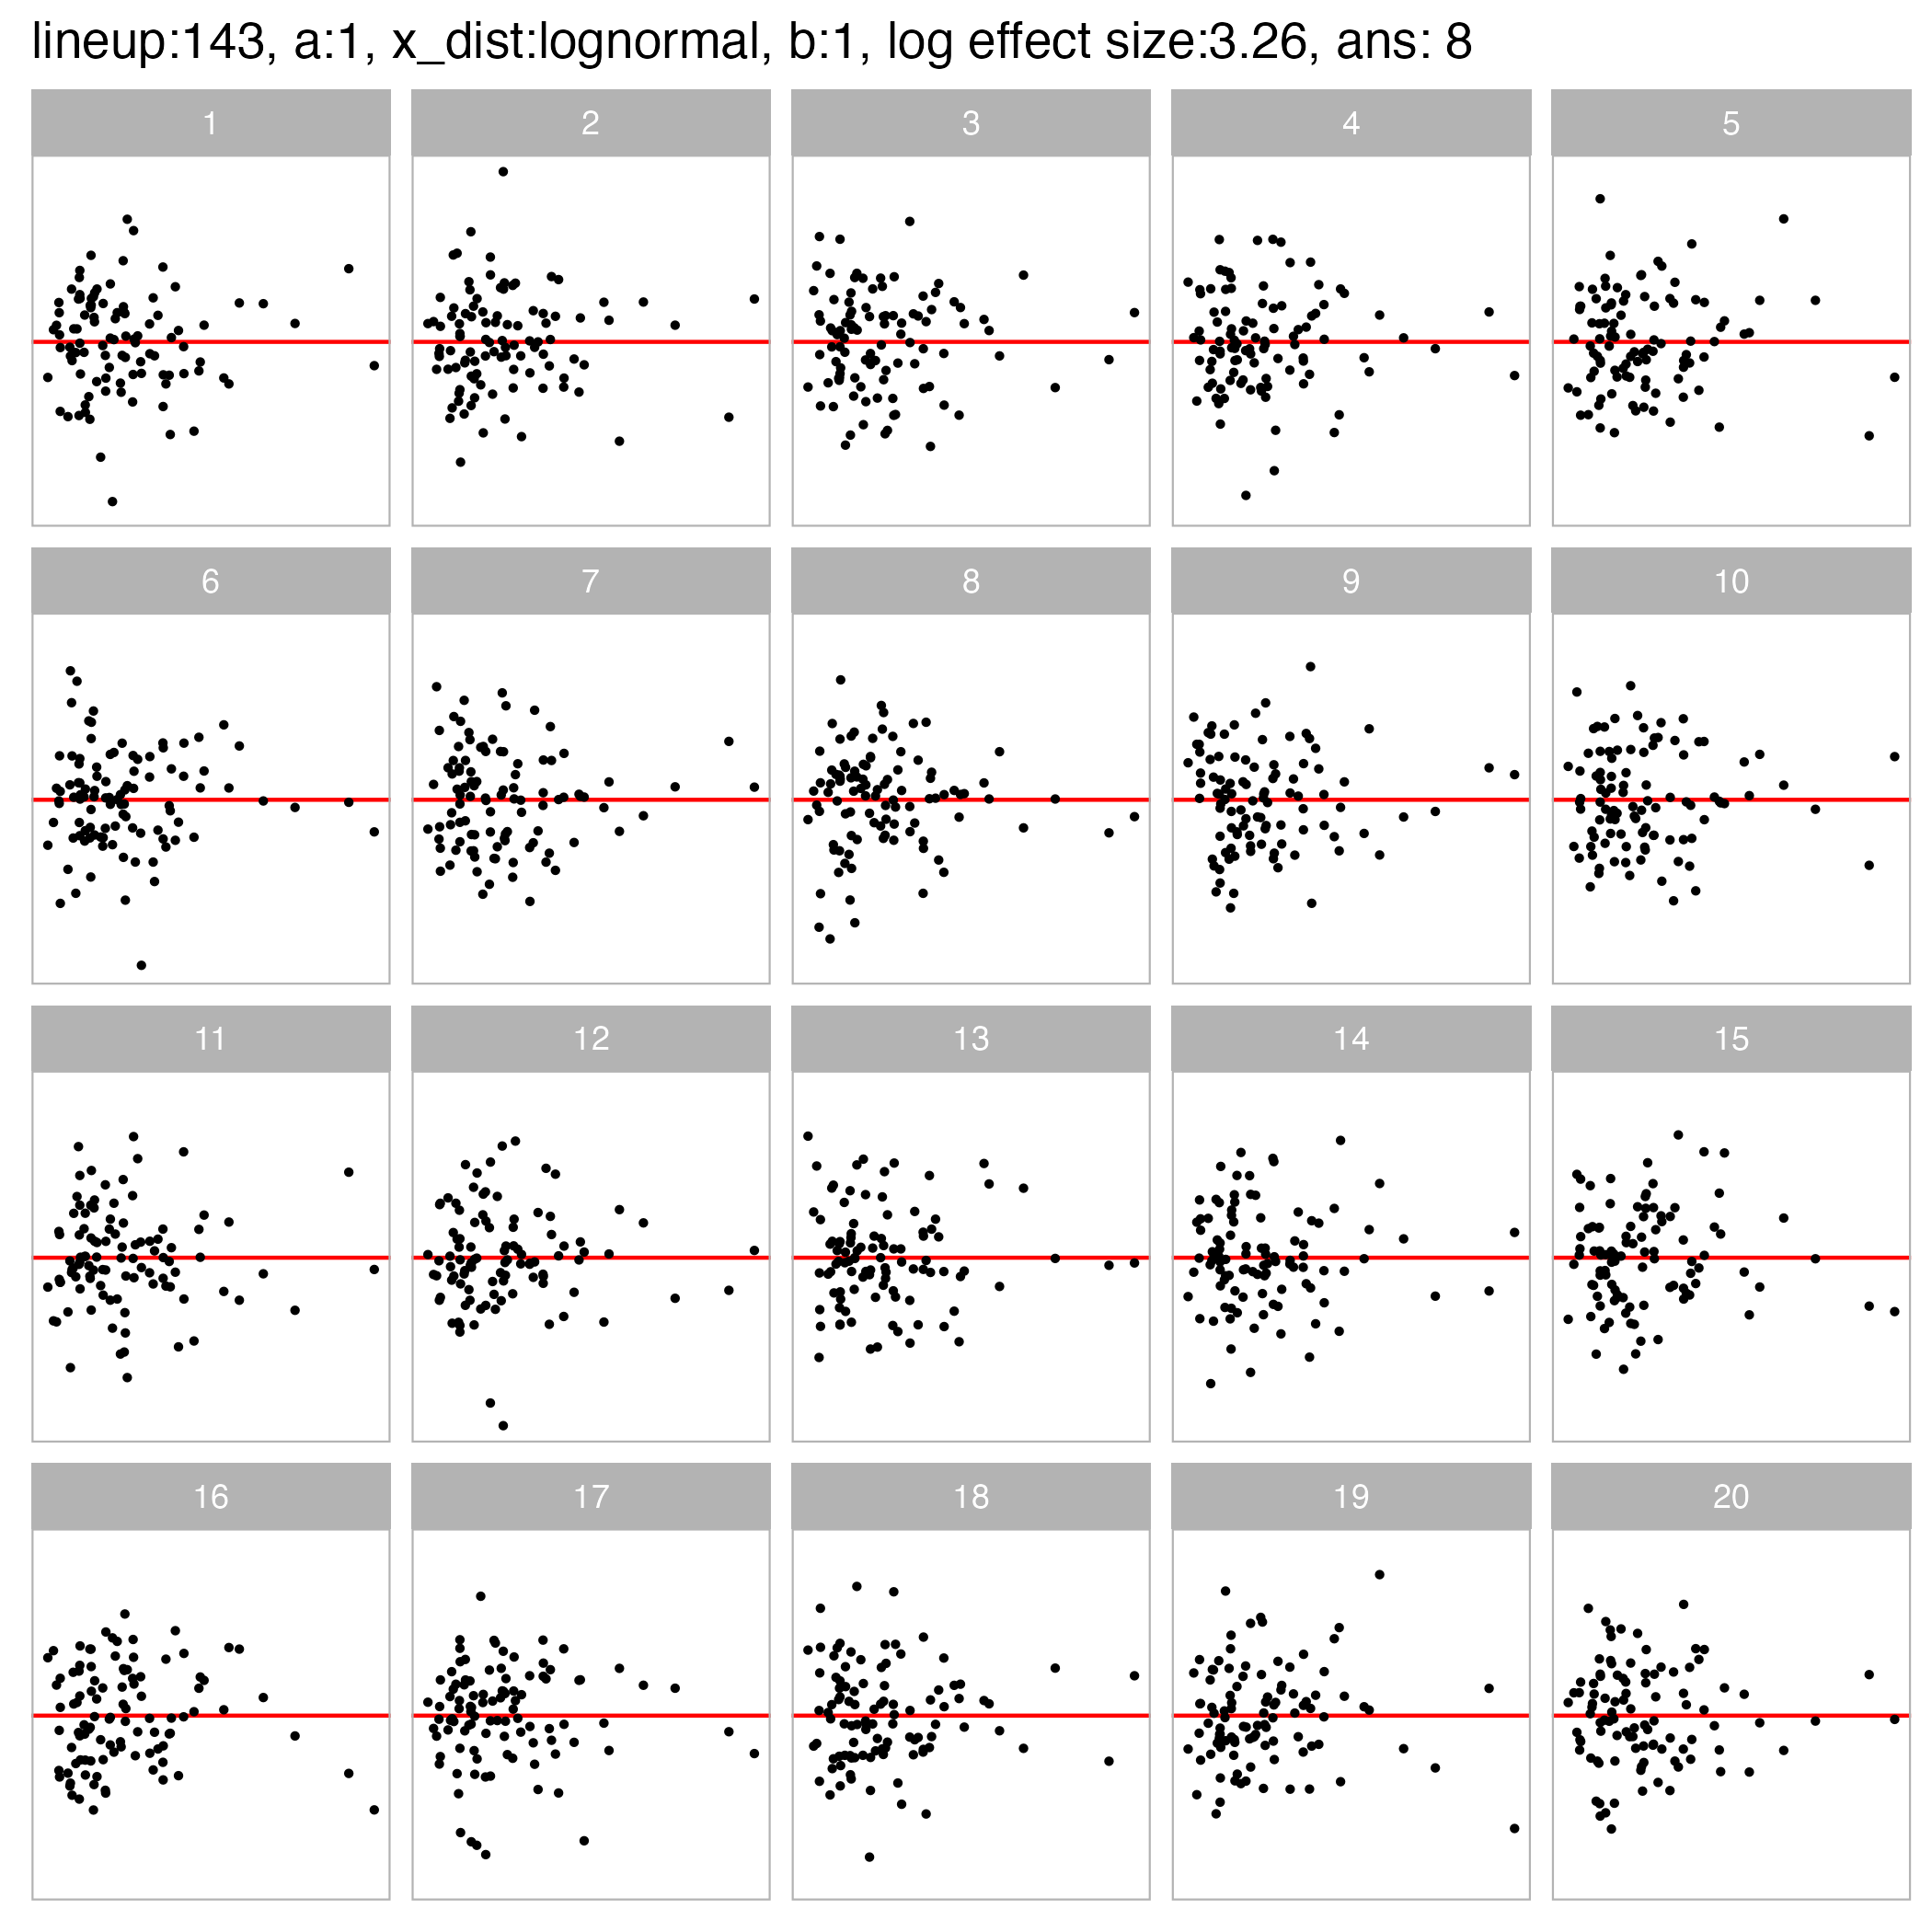 lineup:143, a:1, x_dist:lognormal, b:1, log effect size:3.26, ans: 8
1 2 3 4 5
6 7 8 9 10
11 12 13 14 15
16 17 18 19 20